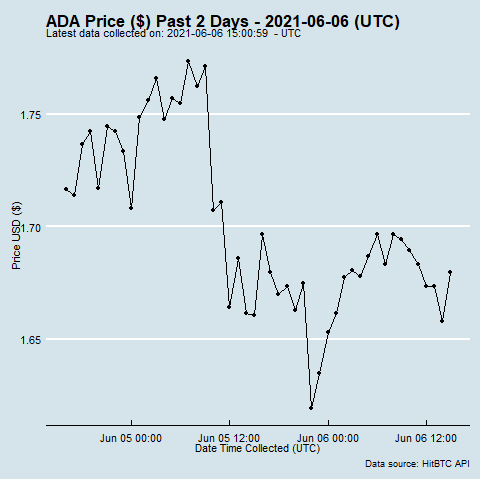 ADA Price ($) Past 2 Days - 2021-06-06 (UTC)
Latest data collected on: 2021-06-06 15:00:59 - UTC
1.75
1.70
1.65
Price USD ($)
Jun 05 00:00 Jun 05 12:00 Jun 06 00:00 Jun 06 12:00
Date Time Collected (UTC)
Data source: HitBTC API